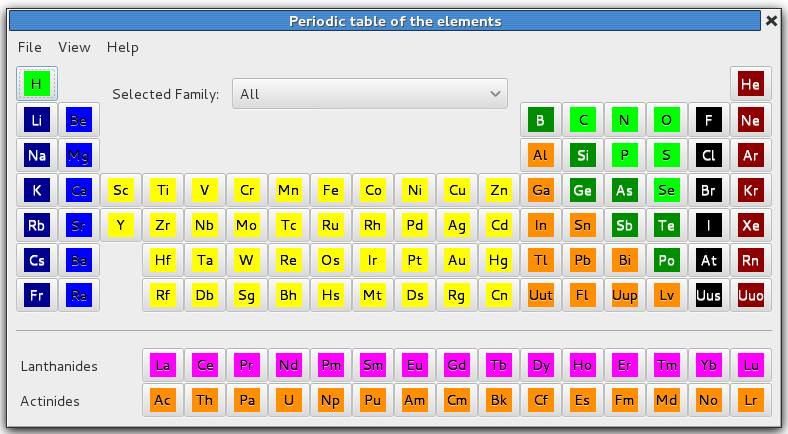 Periodic table of the elements
File View Help
H He
Selected Family: All
Li Be B C N O F Ne
Na Mg Al Si P S Cl Ar
K Ca Sc Ti V Cr Mn Fe Co Ni Cu Zn Ga Ge As Se Br Kr
Rb Sr Y Zr Nb Mo Tc Ru Rh Pd Ag Cd In Sn Sb Te I Xe
Cs Ba Hf Ta W Re Os Ir Pt Au Hg Tl Pb Bi Po At Rn
Fr Ra Rf Db Sg Bh Hs Mt Ds Rg Cn Uut Fl Uup Lv Uus Uuo
Lanthanides La Ce Pr Nd Pm Sm Eu Gd Tb Dy Ho Er Tm Yb Lu
Actinides Ac Th Pa U Np Pu Am Cm Bk Cf Es Fm Md No Lr